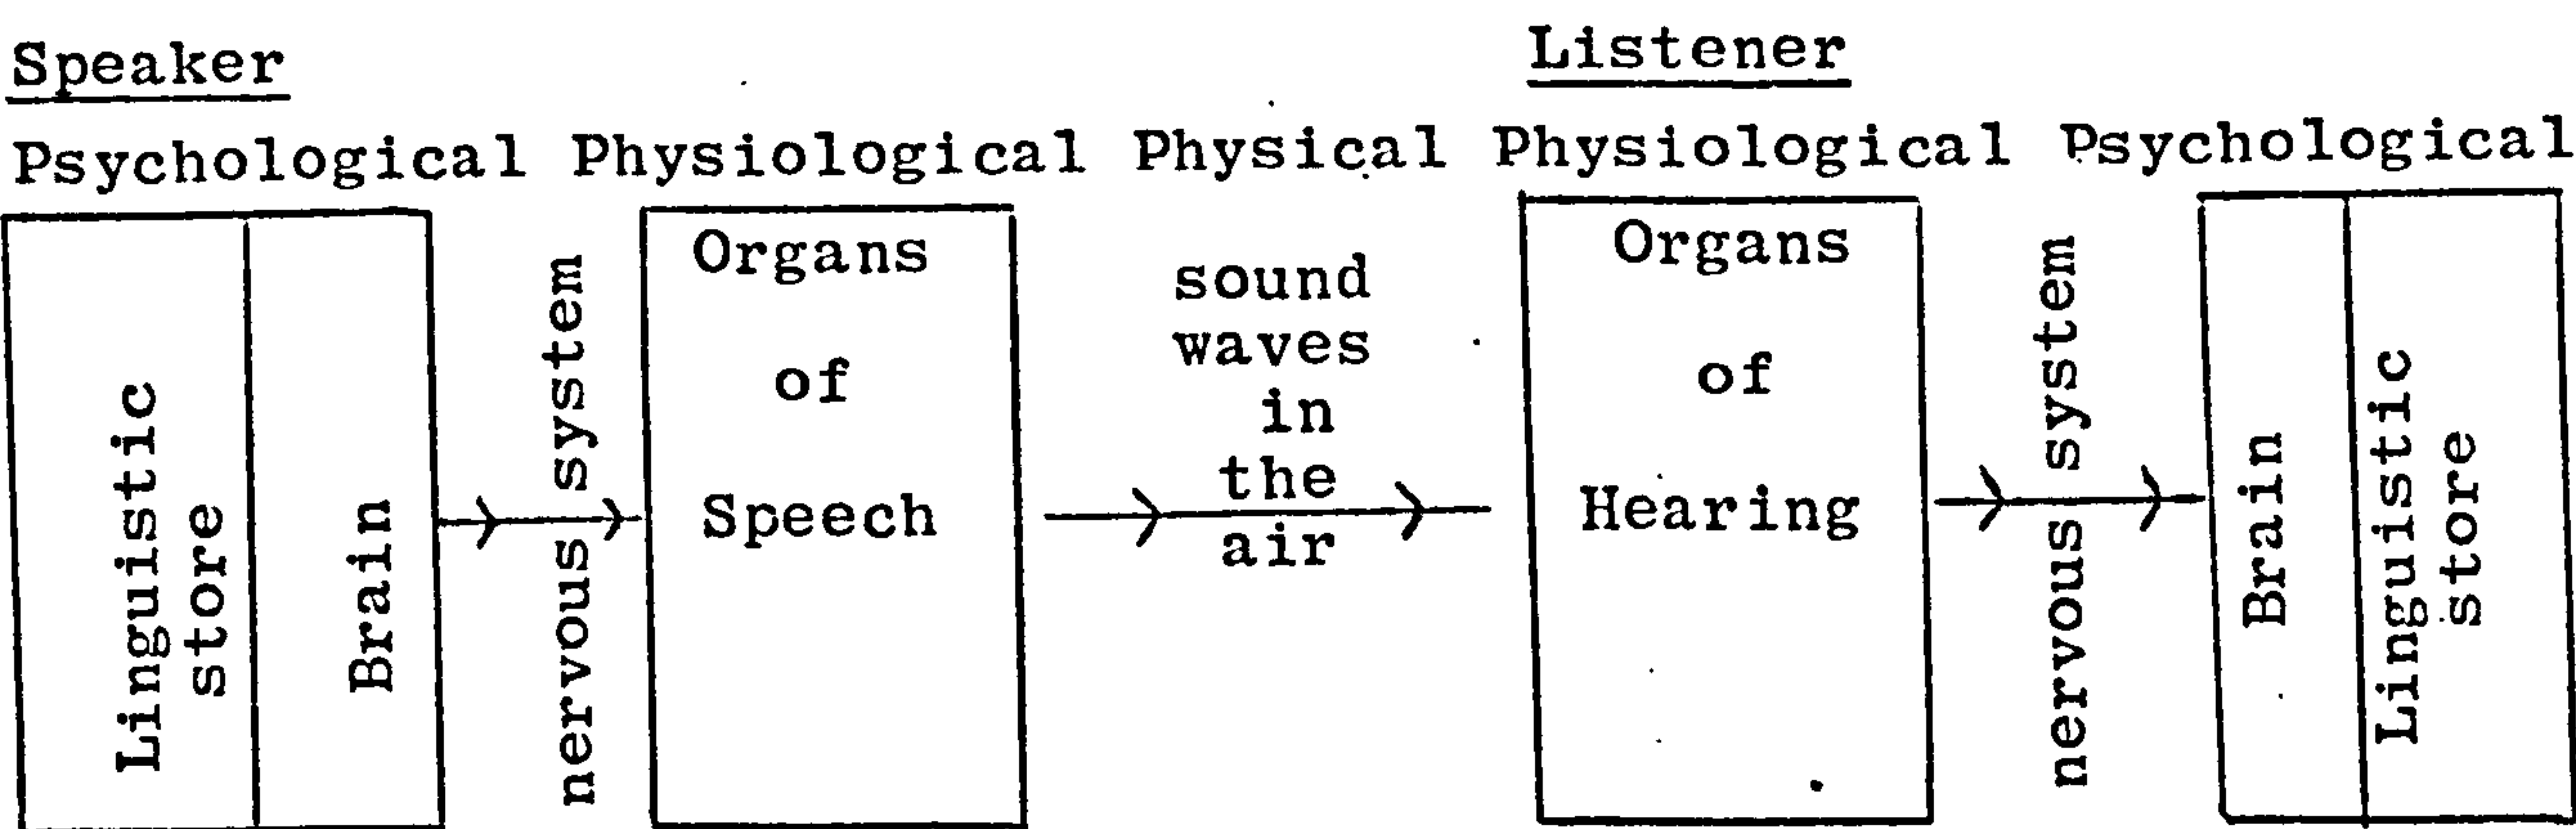 Speaker
Listener
Psychological Physiological Physical Physiological Psychological
Linguistic
store
Brain
nervous system
Organs
of
Speech
sound
waves
in
the
air
Organs
of
Hearing
nervous system
Brain
Linguistic
store